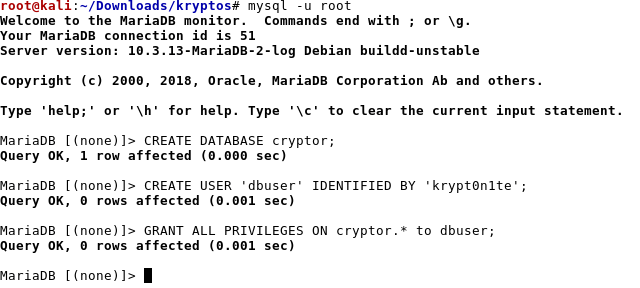 root@kali:~/Downloads/kryptos# mysql -u root
Welcome to the MariaDB monitor.  Commands end with ; or \g.
Your MariaDB connection id is 51
Server version: 10.3.13-MariaDB-2-log Debian buildd-unstable
Copyright (c) 2000, 2018, Oracle, MariaDB Corporation Ab and others.
Type 'help;' or '\h' for help. Type '\c' to clear the current input statement.
MariaDB [(none)]> CREATE DATABASE cryptor;
Query OK, 1 row affected (0.000 sec)
MariaDB [(none)]> CREATE USER 'dbuser' IDENTIFIED BY 'krypt0n1te';
Query OK, 0 rows affected (0.001 sec)
MariaDB [(none)]> GRANT ALL PRIVILEGES ON cryptor.* to dbuser;
Query OK, 0 rows affected (0.001 sec)
MariaDB [(none)]>